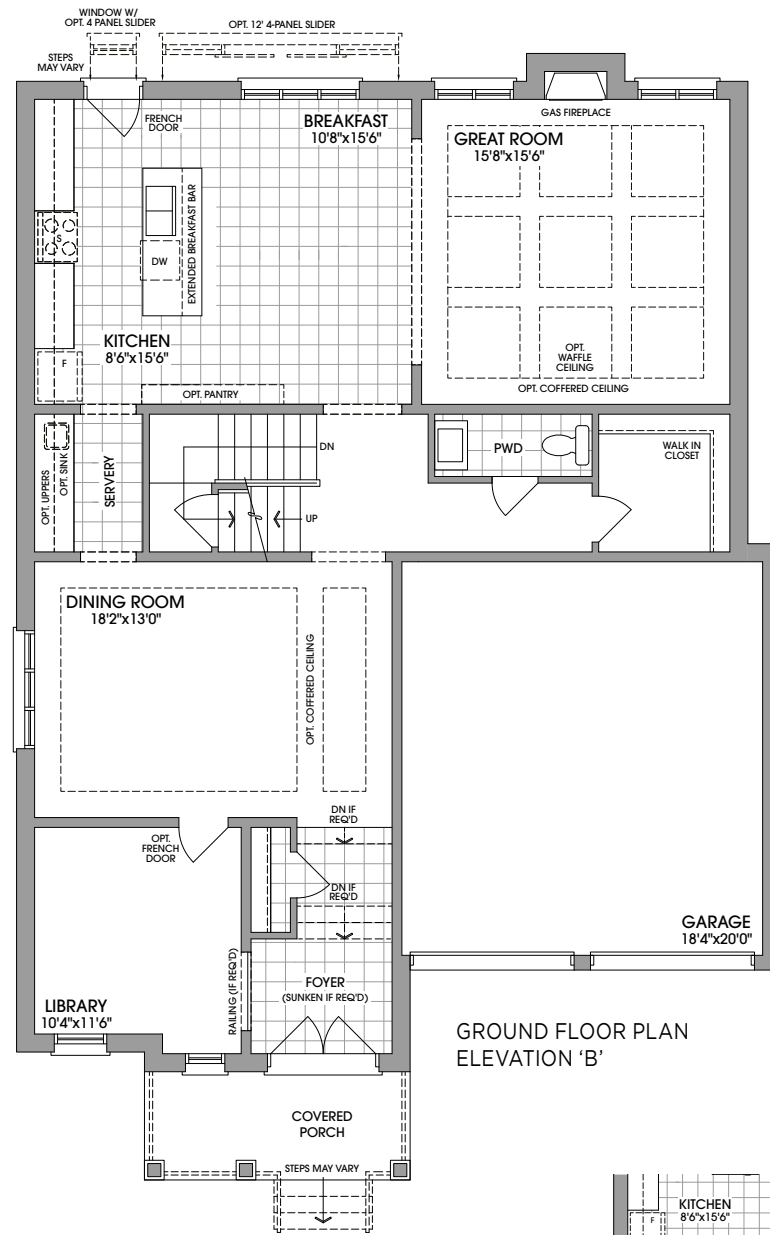 WINDOW W/
OPT. 4 PANEL SLIDER
OPT. 12' 4-PANEL SLIDER
STEPS
MAY VARY
FRENCH
DOOR
BREAKFAST
10'8"x15'6"
GAS FIREPLACE
GREAT ROOM
15'8"x15'6"
S
DW
EXTENDED BREAKFAST BAR
KITCHEN
8'6"x15'6"
F
OPT.
WAFFLE
CEILING
OPT. COFFERED CEILING
OPT. PANTRY
OPT. UPPERS
OPT. SINK
SERVERY
DN
UP
PWD
WALK IN
CLOSET
DINING ROOM
18'2"x13'0"
OPT. COFFERED CEILING
DN IF
REQ'D
OPT.
FRENCH
DOOR
DN IF
REQ'D
GARAGE
18'4"x20'0"
RAILING (IF REQ'D)
FOYER
(SUNKEN IF REQ'D)
LIBRARY
10'4"x11'6"
GROUND FLOOR PLAN
ELEVATION ‘B’
COVERED
PORCH
STEPS MAY VARY
KITCHEN
8'6"x15'6"
F